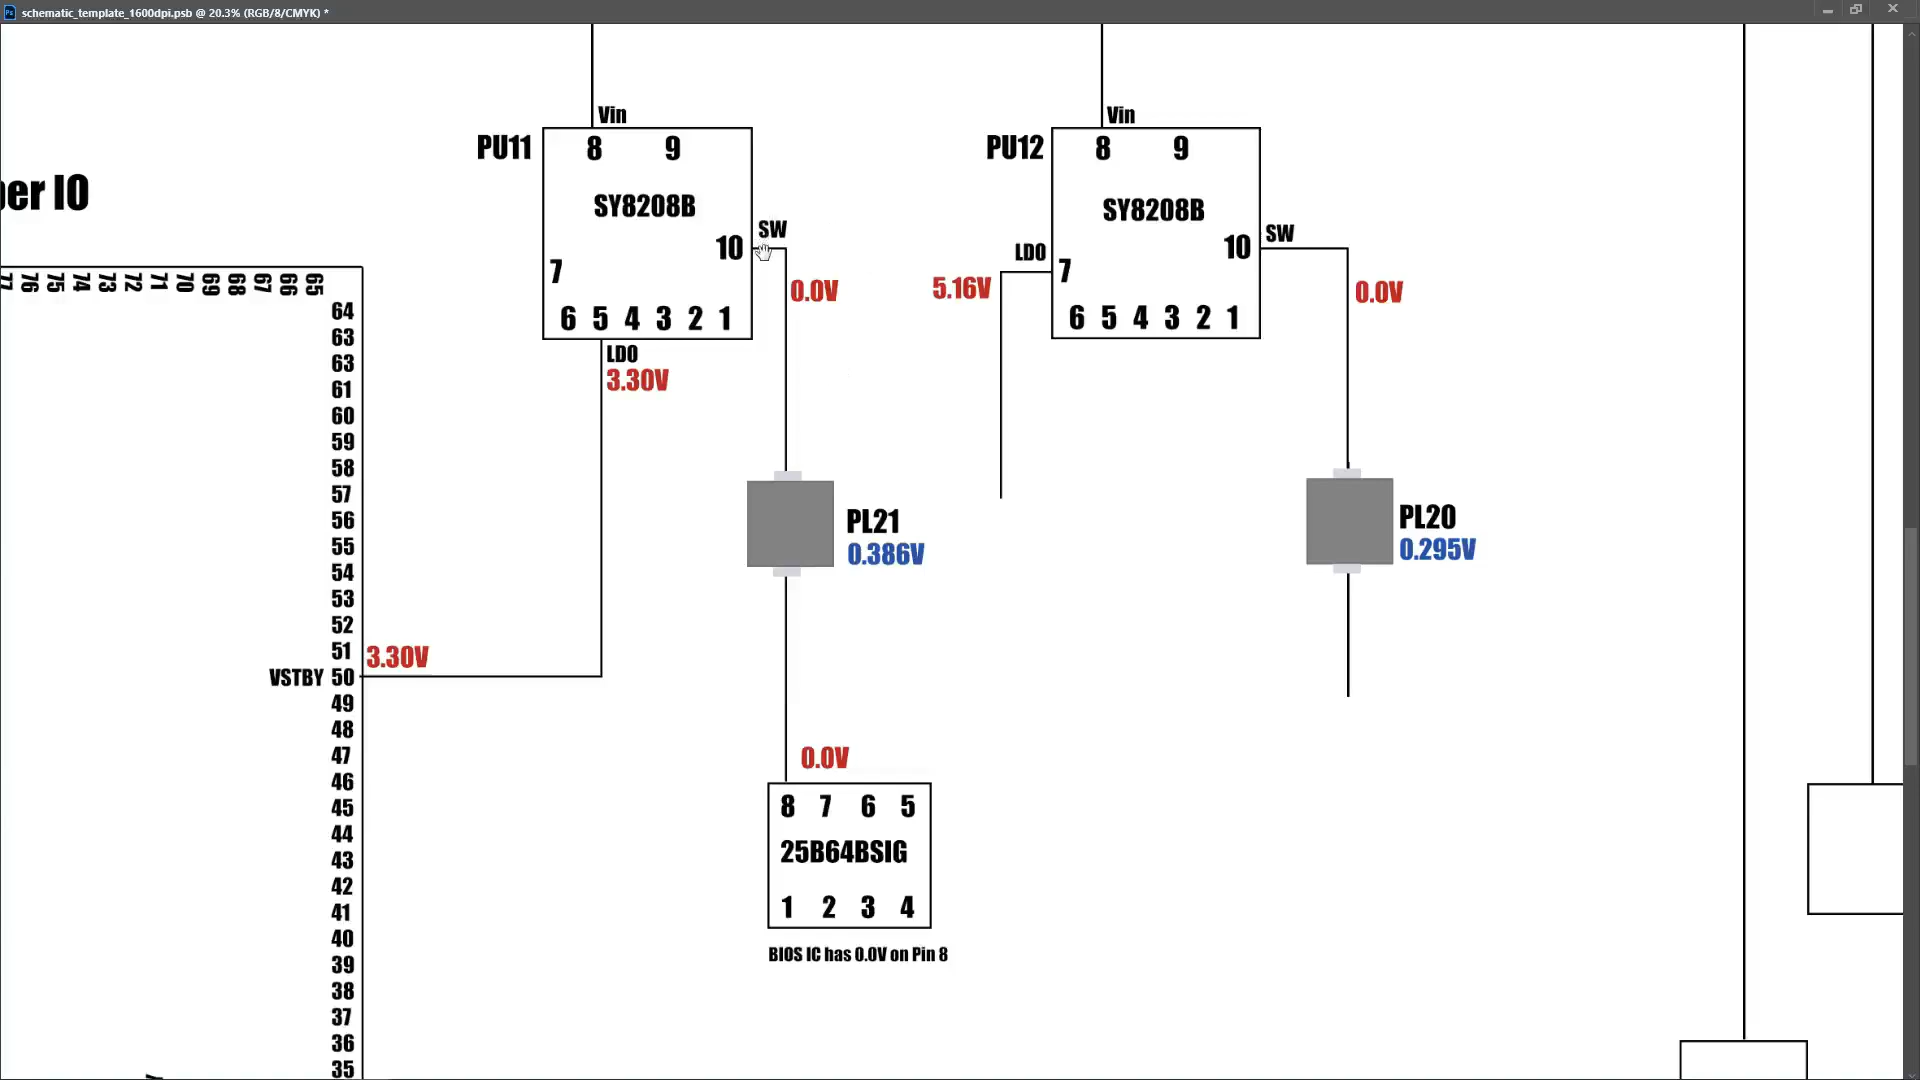 schematic_template_1600dpi.psb @ 20.3% (RGB/8/CMYK) *
Vin
Vin
PU11
8 9
PU12
8 9
per IO
SY8208B
SY8208B
SW
SW
10
10
LDO
7
7
5.16V
0.0V
0.0V
6 5 4 3 2 1
6 5 4 3 2 1
LDO
3.30V
77 76 75 74 73 72 71 70 69 68 67 66 65
64
63
63
61
60
59
58
57
56
55
54
53
52
51
3.30V
VSTBY 50
49
48
47
46
45
44
43
42
41
40
39
38
37
36
35
PL21
0.386V
PL20
0.295V
0.0V
8 7 6 5
25B64BSIG
1 2 3 4
BIOS IC has 0.0V on Pin 8